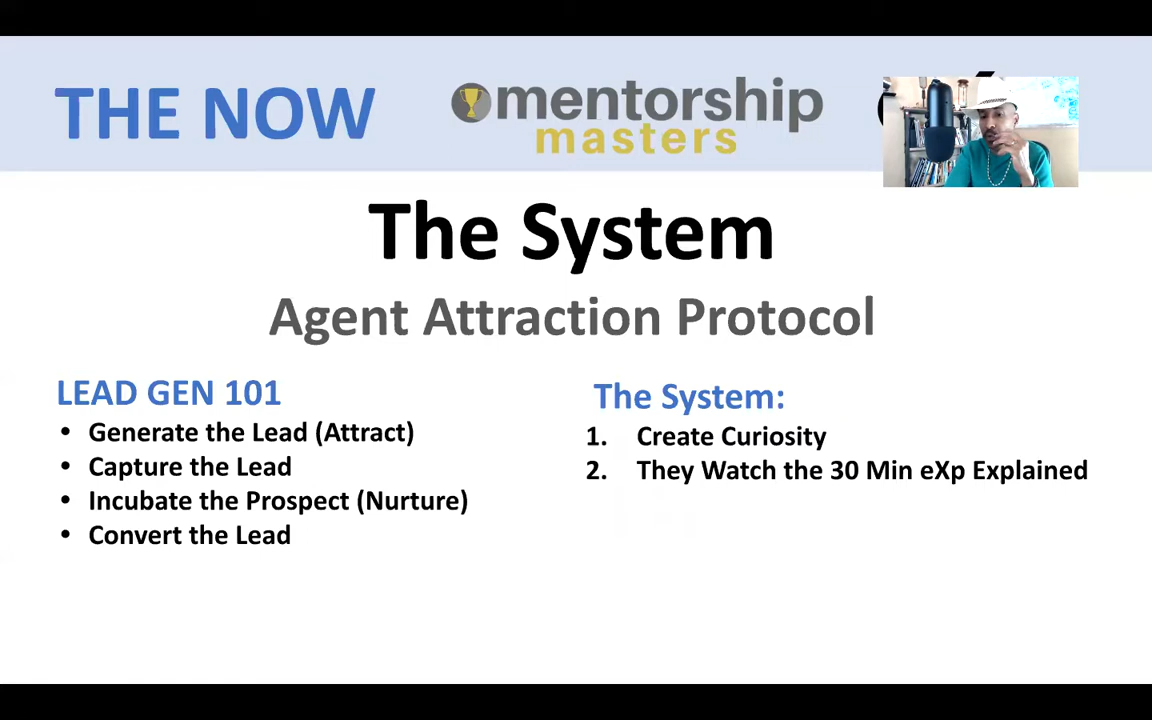 THE NOW
mentorship
masters
The System
Agent Attraction Protocol
LEAD GEN 101
• Generate the Lead (Attract)
• Capture the Lead
• Incubate the Prospect (Nurture)
• Convert the Lead
The System:
1. Create Curiosity
2. They Watch the 30 Min eXp Explained